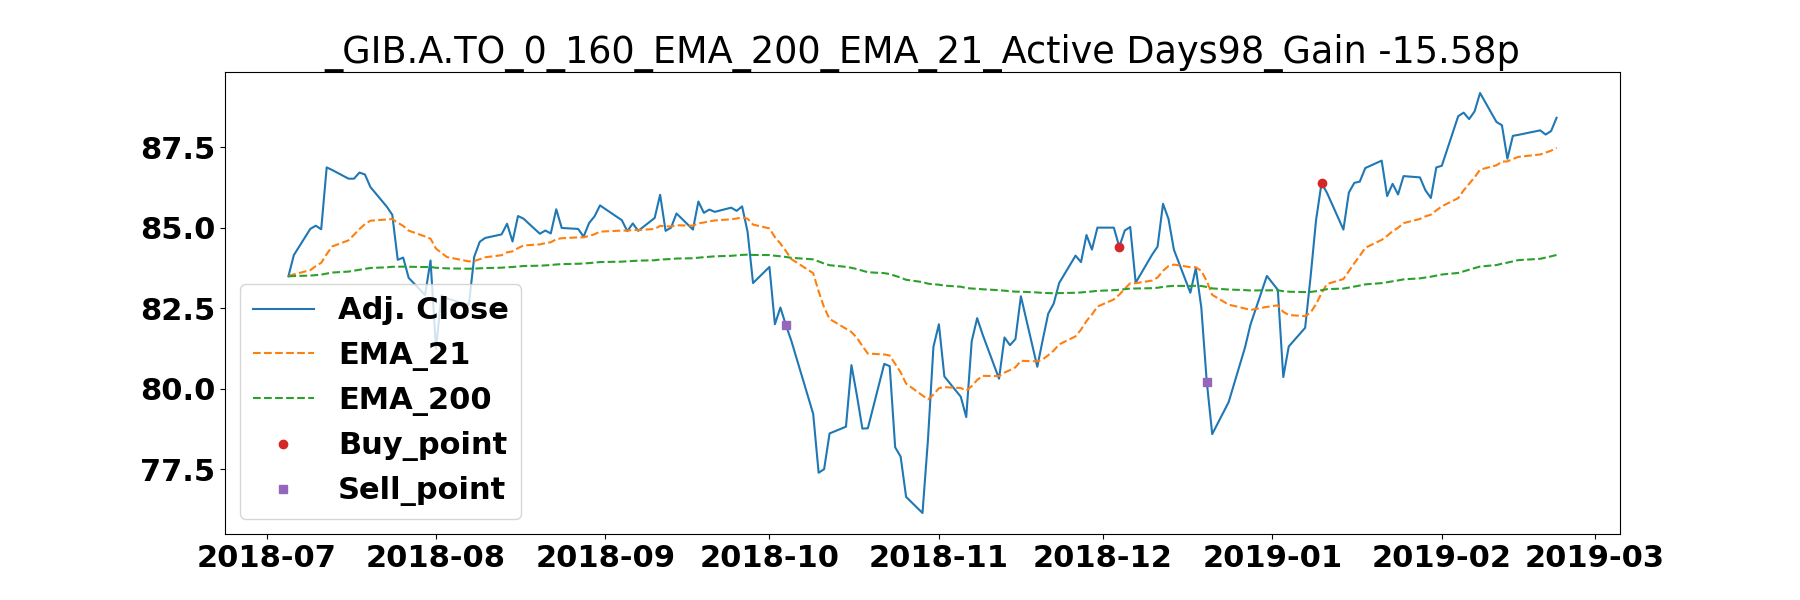 _GIB.A.TO_0_160_EMA_200_EMA_21_Active Days98_Gain -15.58p
87.5
85.0
82.5
80.0
77.5
Adj. Close
EMA_21
EMA_200
Buy_point
Sell_point
2018-07 2018-08 2018-09 2018-10 2018-11 2018-12 2019-01 2019-02 2019-03